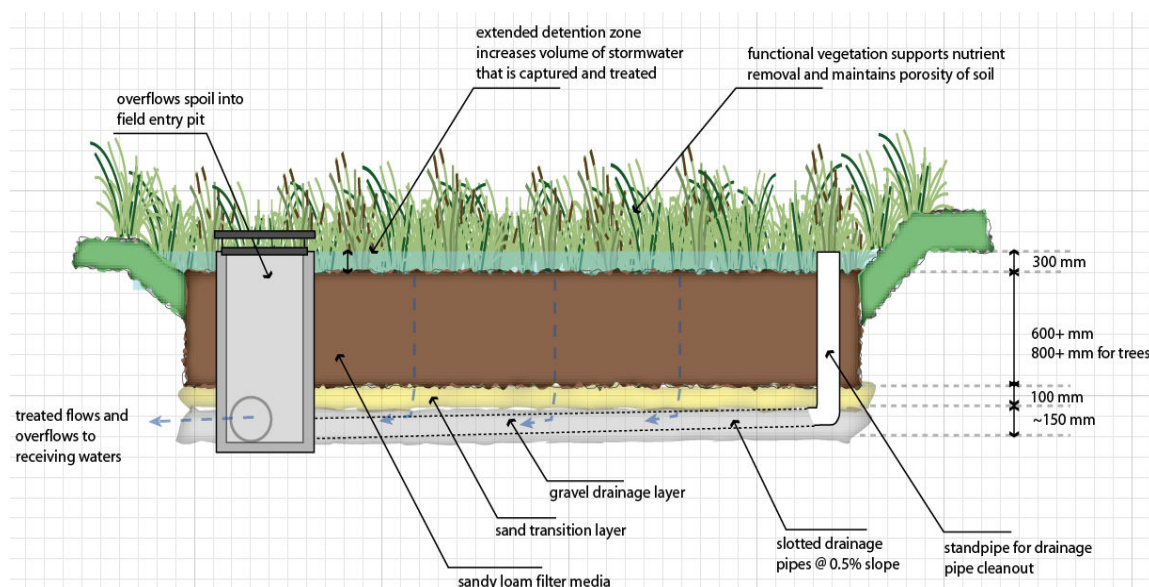 extended detention zone
increases volume of stormwater
that is captured and treated
functional vegetation supports nutrient
removal and maintains porosity of soil
overflows spoil into
field entry pit
300 mm
600+ mm
800+ mm for trees
100 mm
~150 mm
treated flows and
overflows to
receiving waters
gravel drainage layer
sand transition layer
sandy loam filter media
slotted drainage
pipes @ 0.5% slope
standpipe for drainage
pipe cleanout